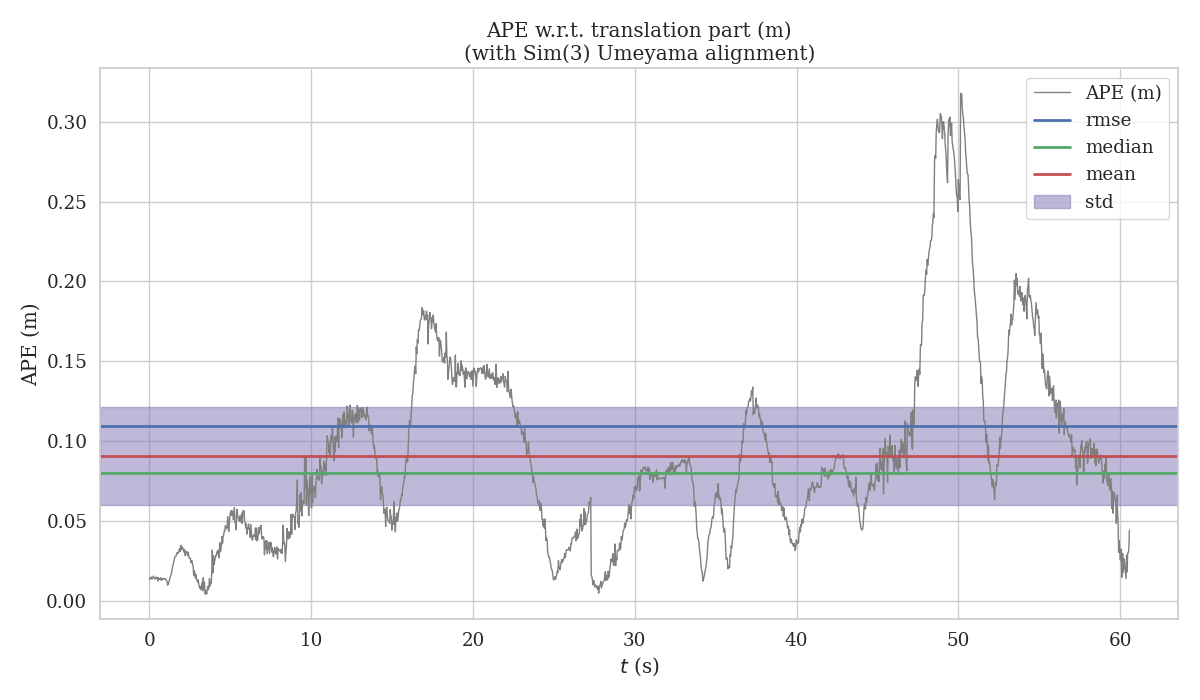 APE w.r.t. translation part (m)
(with Sim(3) Umeyama alignment)
APE (m)
rmse
median
mean
std
APE (m)
0.30
0.25
0.20
0.15
0.10
0.05
0.00
0 10 20 30 40 50 60
t (s)